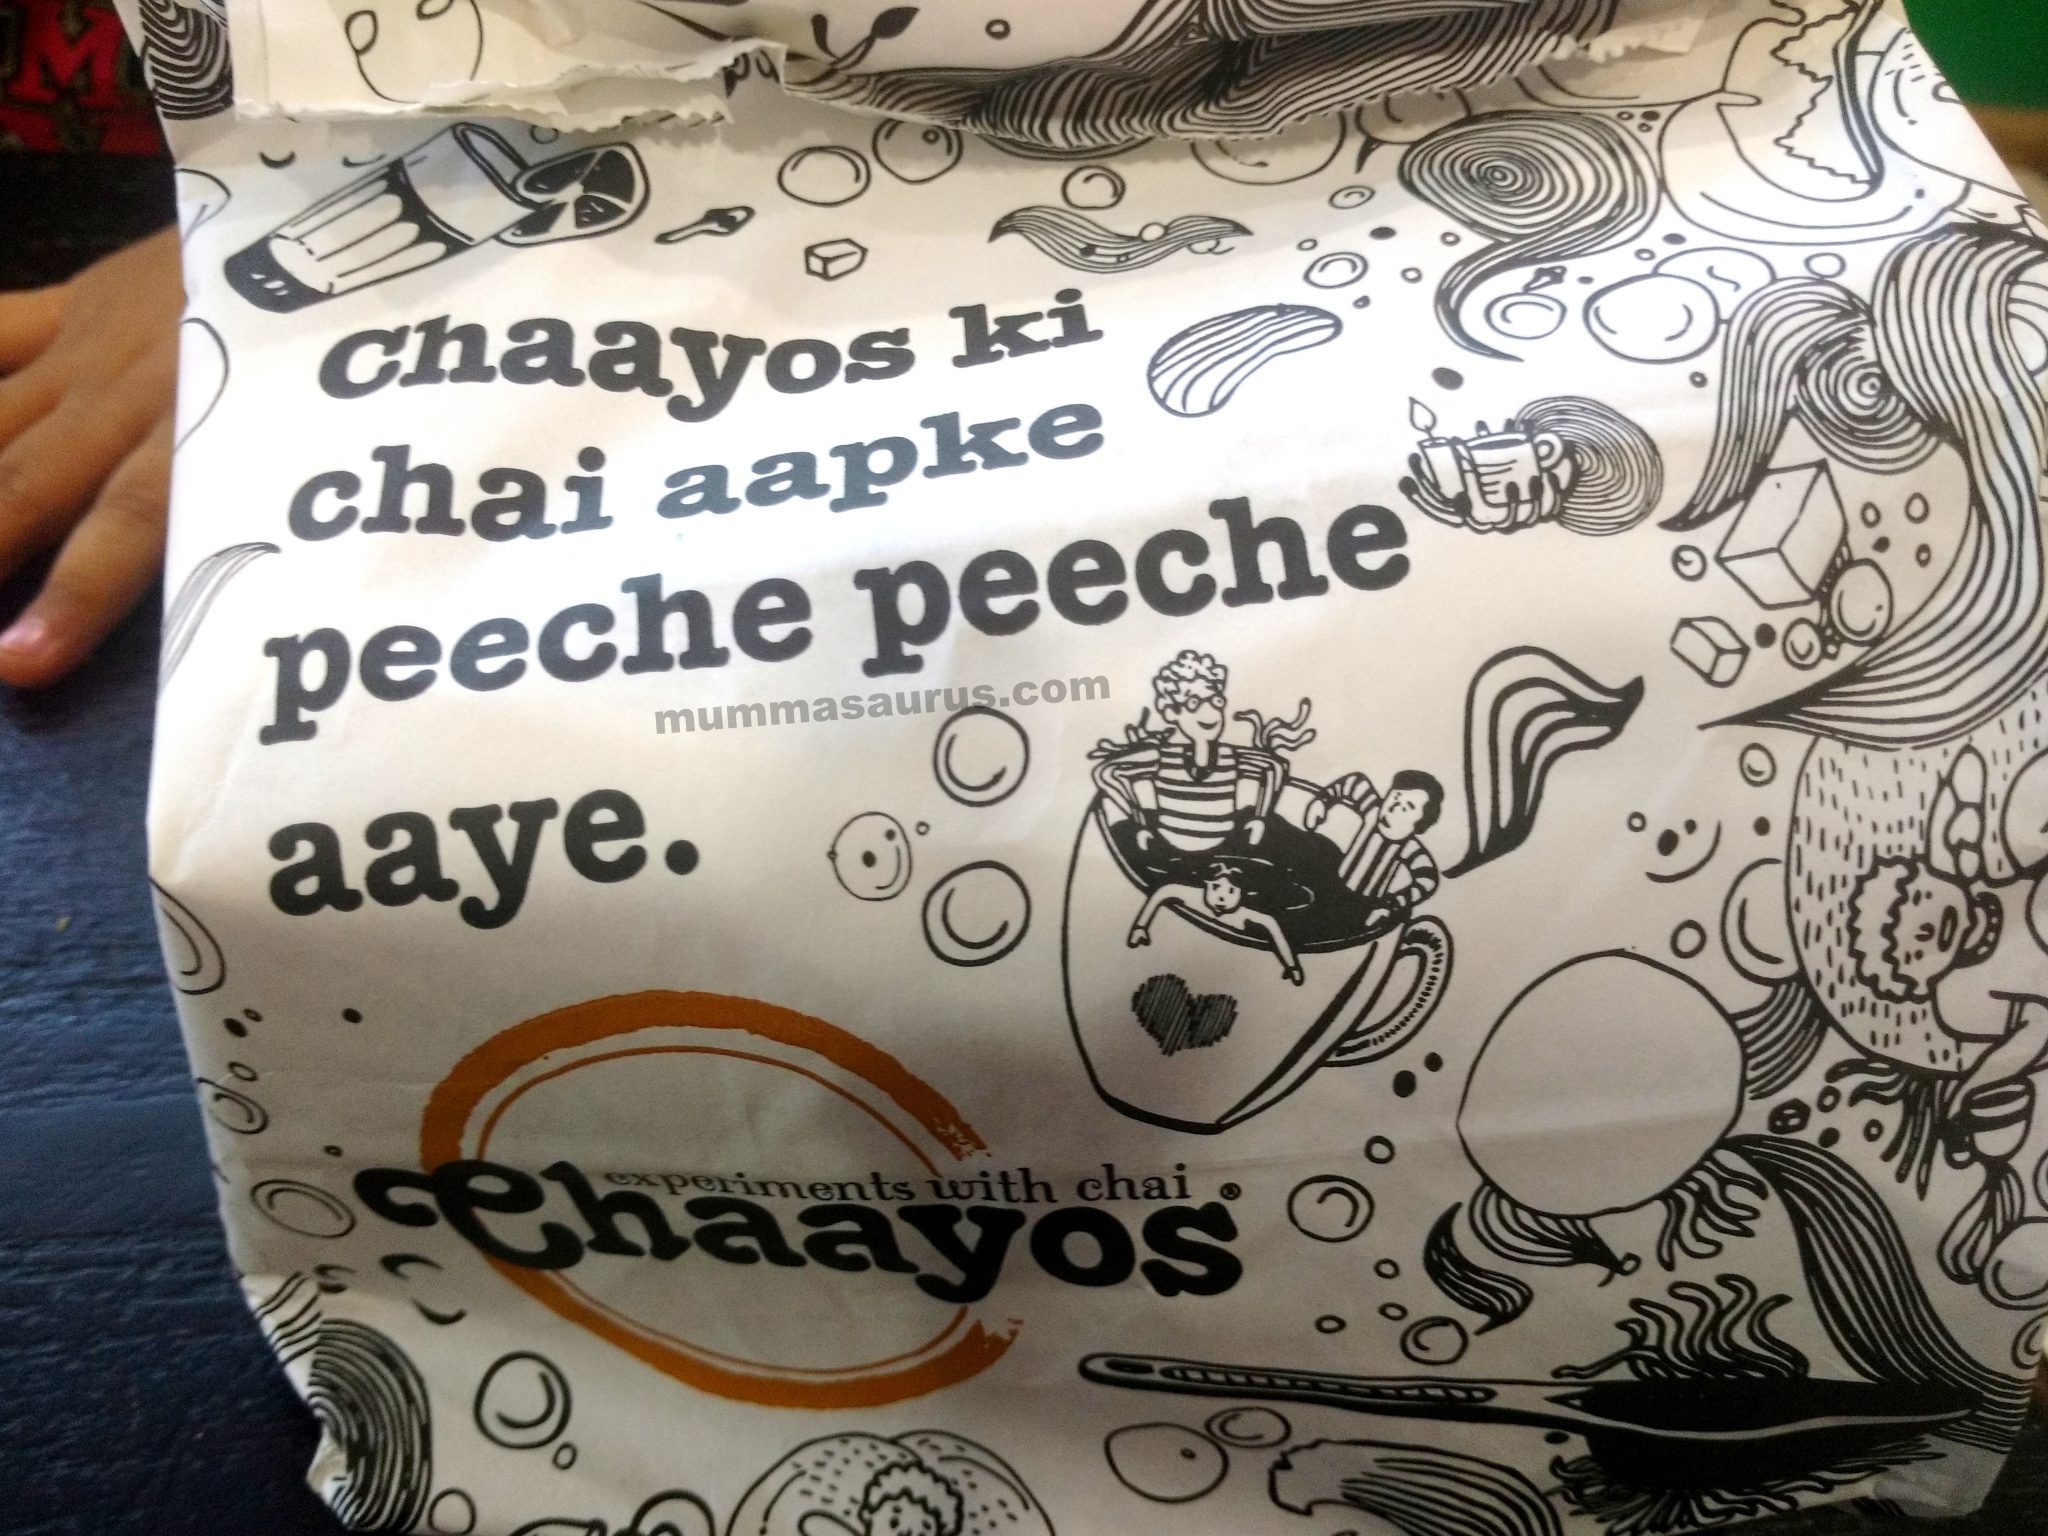 Chaayos ki
chai aapke
peeche peeche
mummasaurus.com
aaye.
experiments with chai
Chaayos®
M